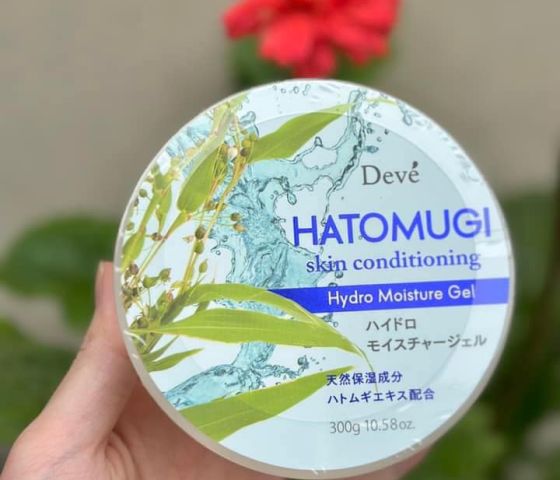 Devé
HATOMUGI
skin conditioning
Hydro Moisture Gel
ハイドロ
モイスチャージェル
天然保湿成分
ハトムギエキス配合
300g 10.58oz.